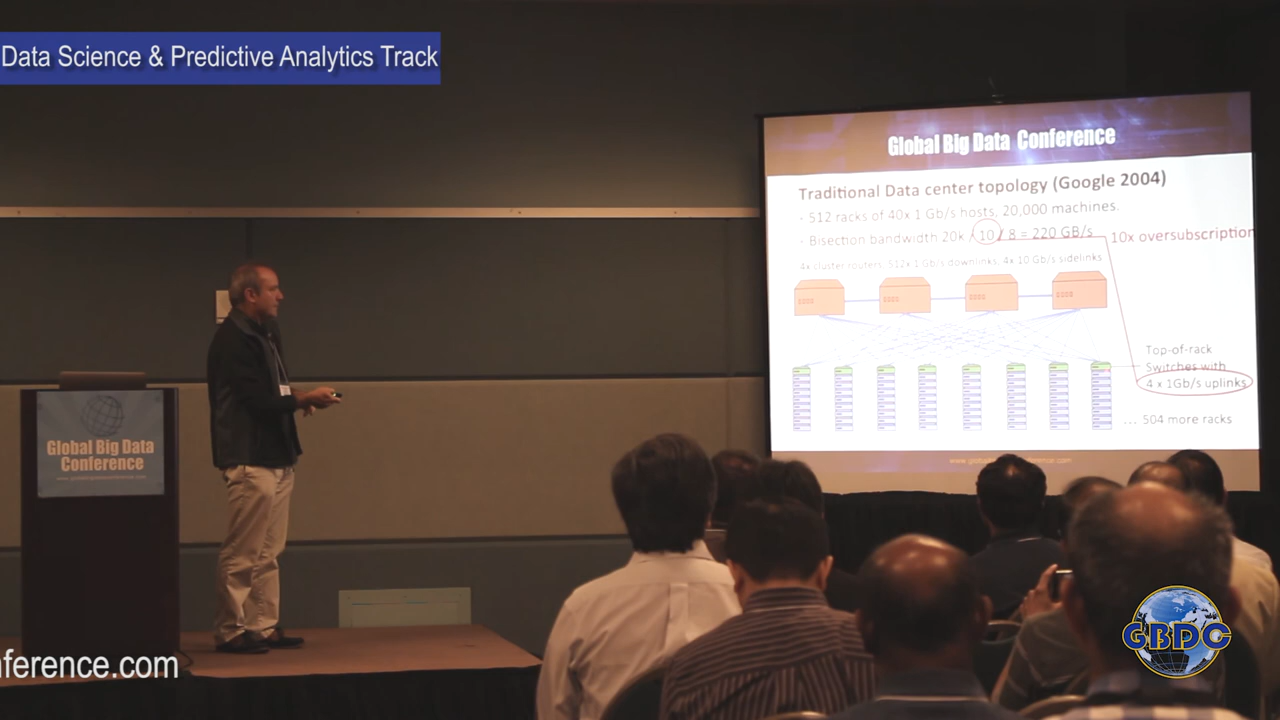 Data Science & Predictive Analytics Track
Global Big Data Conference
Traditional Data center topology (Google 2004)
- 512 racks of 40x 1 Gb/s hosts, 20,000 machines.
- Bisection bandwidth 20k / 10 / 8 = 220 GB/s
10x oversubscription
4x cluster routers, 512x 1 Gb/s downlinks, 4x 10 Gb/s sidelinks
Top-of-rack
Switches with
4 x 1Gb/s uplinks
... 504 more racks
Global Big Data
Conference
nference.com
GBDC